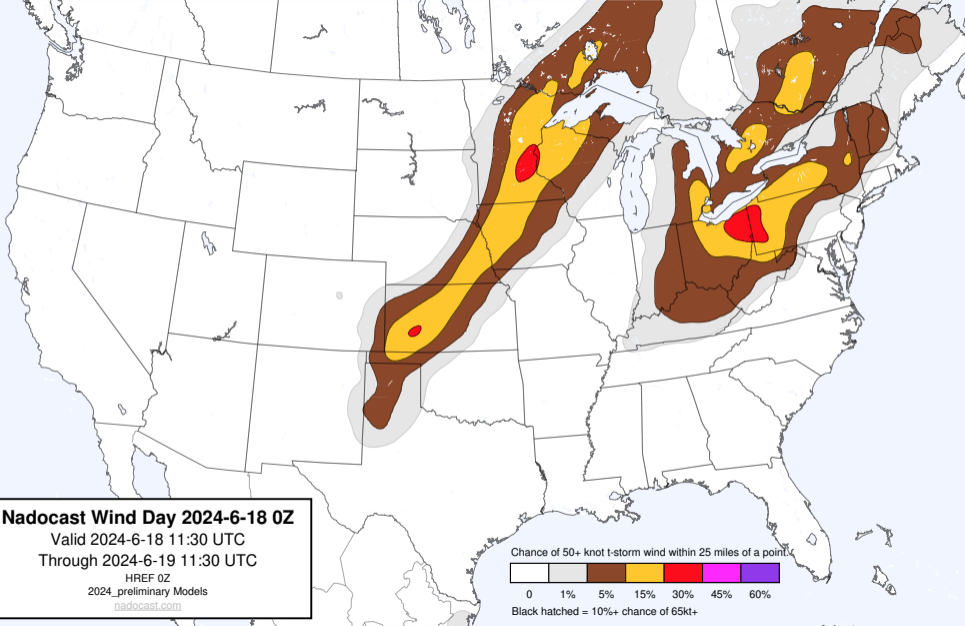 Nadocast Wind Day 2024-6-18 0Z
Valid 2024-6-18 11:30 UTC
Through 2024-6-19 11:30 UTC
HREF 0Z
2024_preliminary Models
nadocast.com
Chance of 50+ knot t-storm wind within 25 miles of a point.
0 1% 5% 15% 30% 45% 60%
Black hatched = 10%+ chance of 65kt+